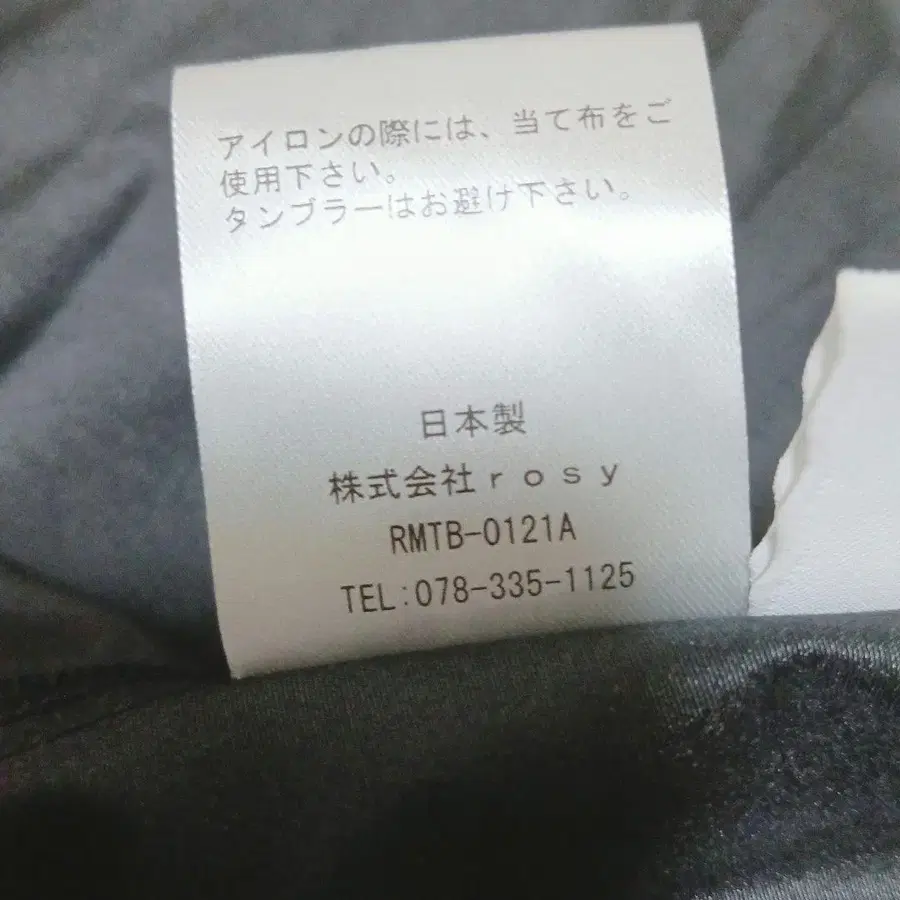 アイロンの際には、当て布をご
使用下さい。
タンブラーはお避け下さい。
日本製
株式会社ｒｏｓｙ
RMTB-0121A
TEL:078-335-1125